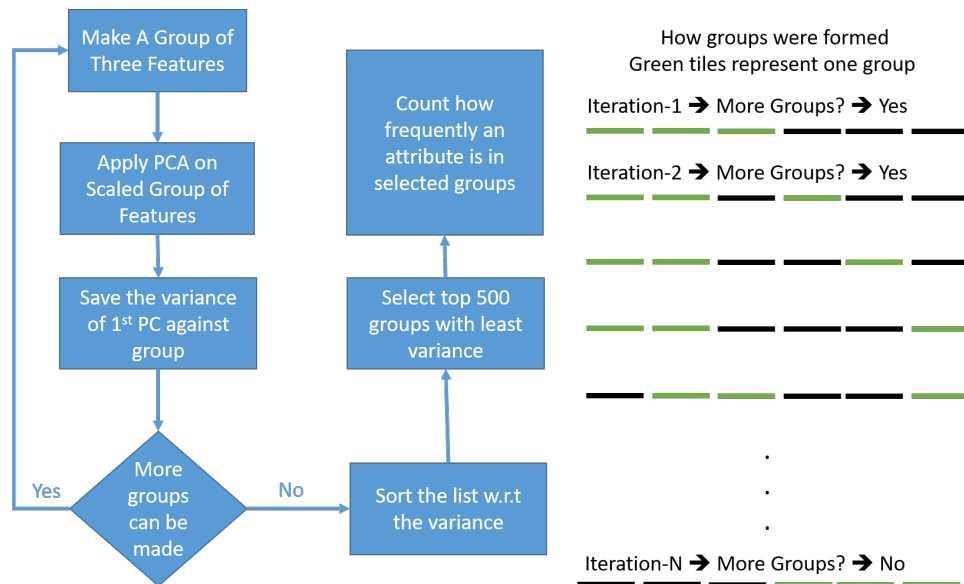 Make A Group of
Three Features
Apply PCA on
Scaled Group of
Features
Save the variance
of 1st PC against
group
More
groups
can be
made
Yes
No
Sort the list w.r.t
the variance
Select top 500
groups with least
variance
Count how
frequently an
attribute is in
selected groups
How groups were formed
Green tiles represent one group
Iteration-1 ➔ More Groups? ➔ Yes
Iteration-2 ➔ More Groups? ➔ Yes
.
.
.
Iteration-N ➔ More Groups? ➔ No